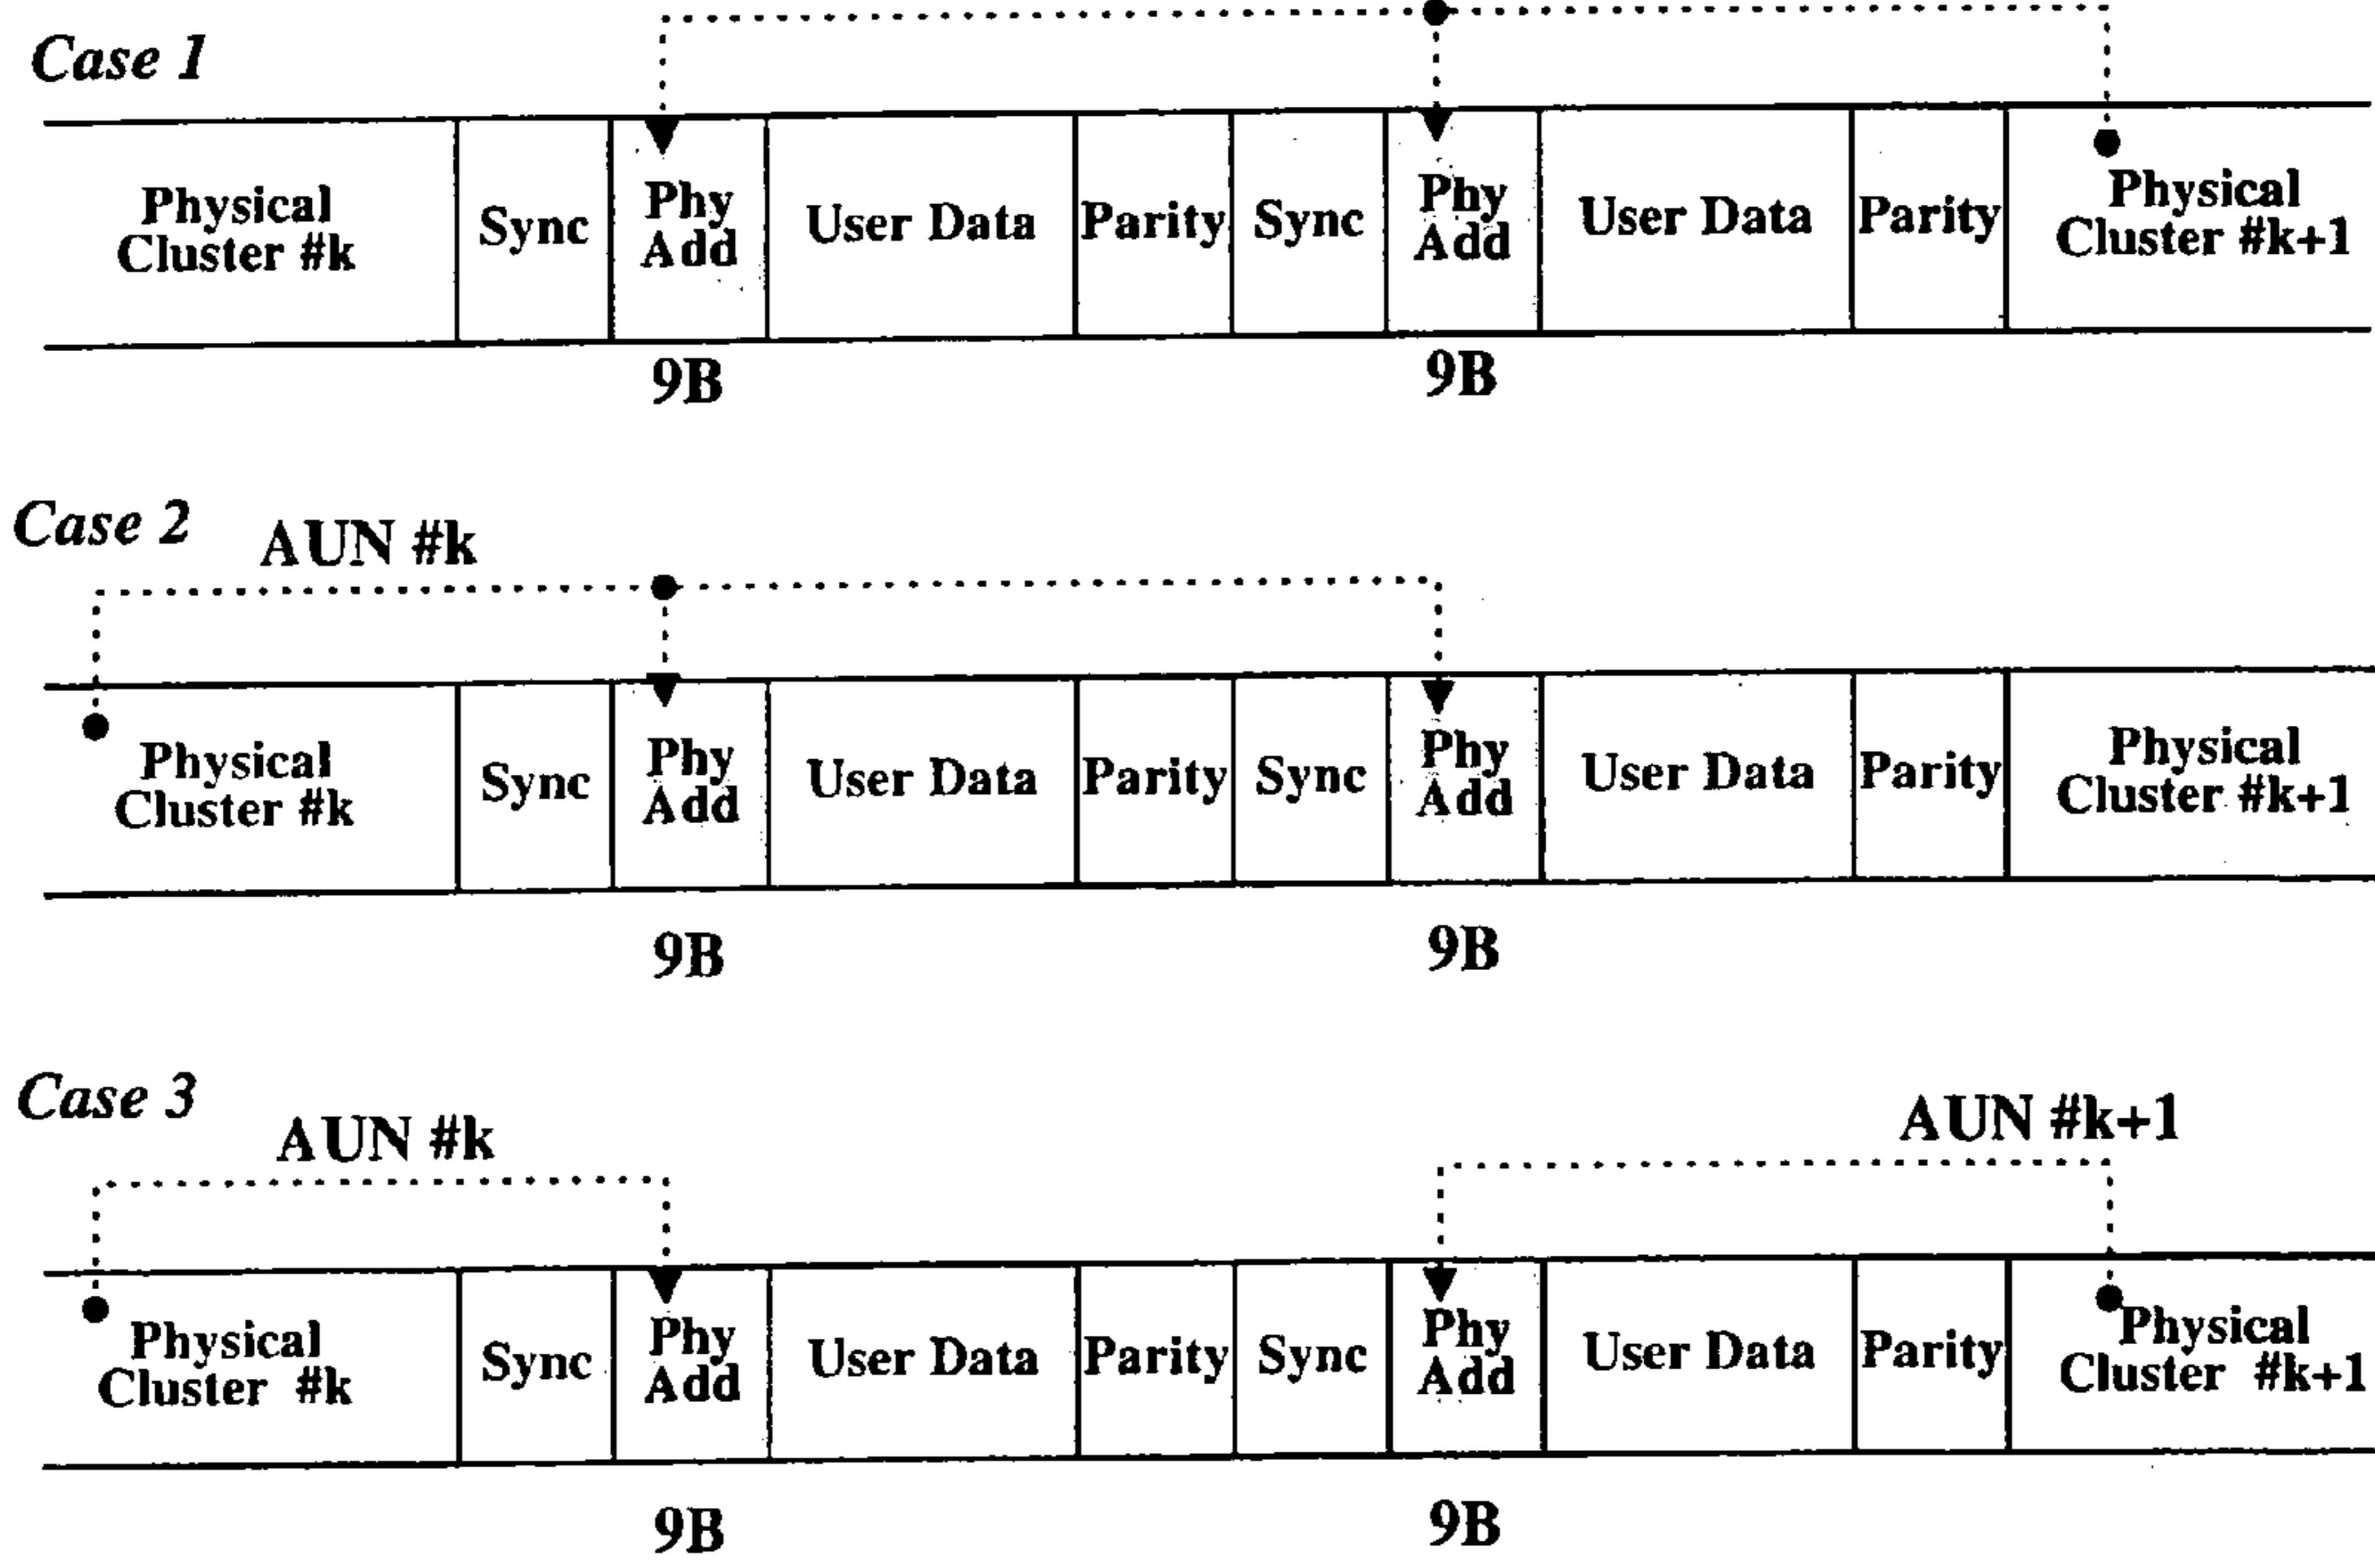 Case 1
Physical
Cluster #k
Sync
Phy
Add
User Data
Parity
Sync
Phy
Add
User Data
Parity
Physical
Cluster #k+1
9B
9B
Case 2
AUN #k
Physical
Cluster #k
Sync
Phy
Add
User Data
Parity
Sync
Phy
Add
User Data
Parity
Physical
Cluster #k+1
9B
9B
Case 3
AUN #k
AUN #k+1
Physical
Cluster #k
Sync
Phy
Add
User Data
Parity
Sync
Phy
Add
User Data
Parity
Physical
Cluster #k+1
9B
9B